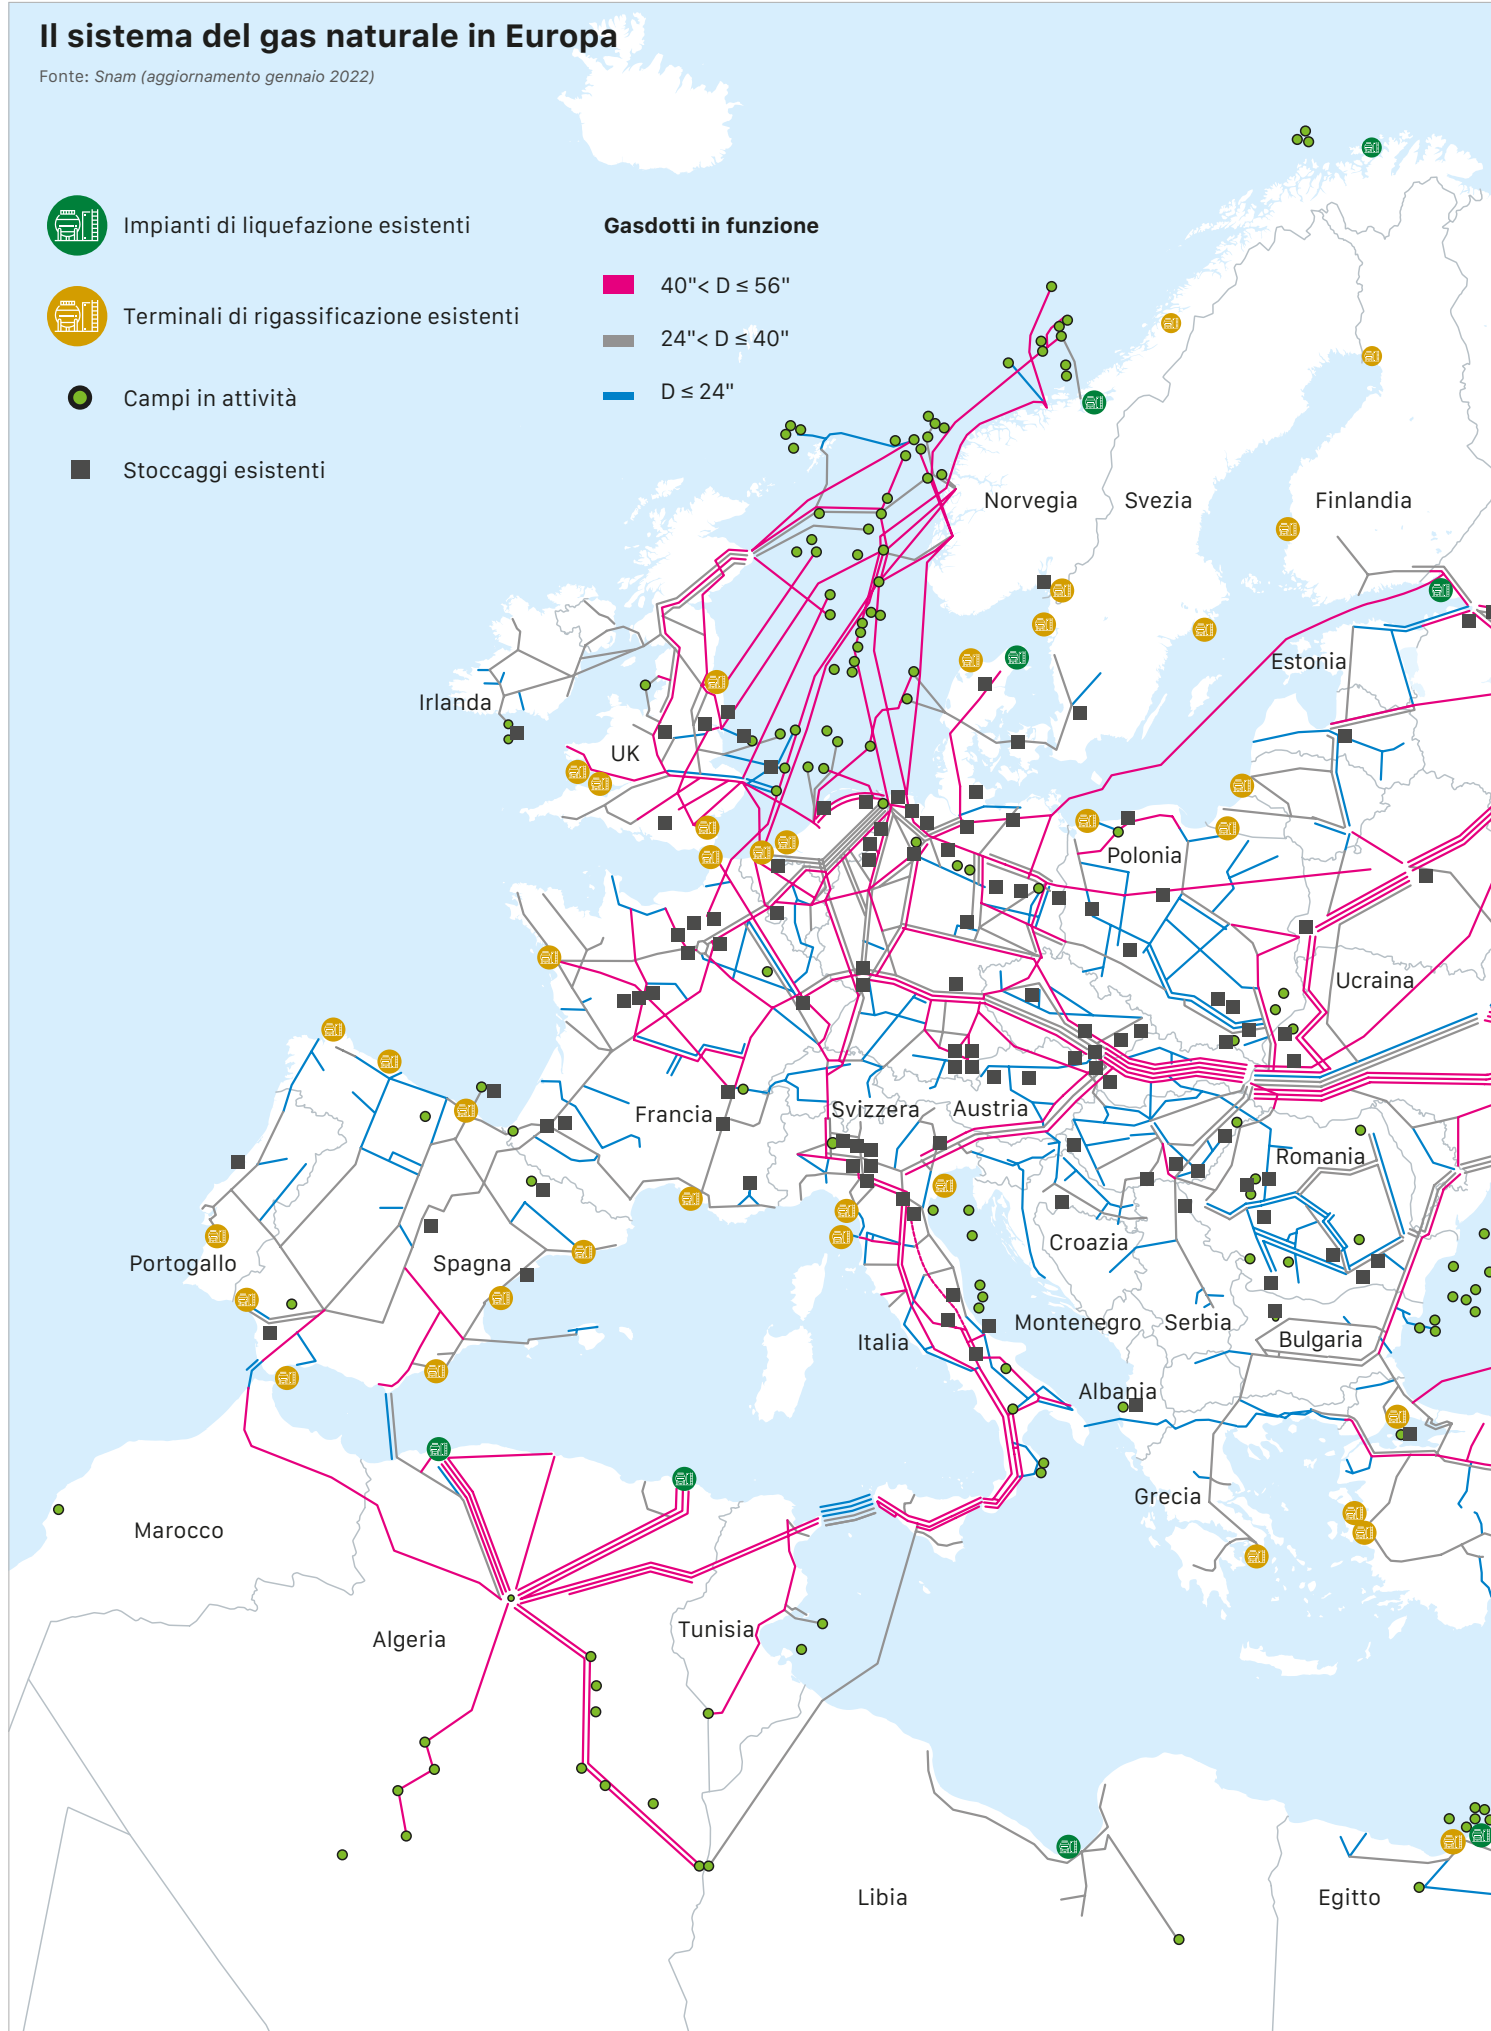 Il sistema del gas naturale in Europa
Fonte: Snam (aggiornamento gennaio 2022)
Impianti di liquefazione esistenti
Terminali di rigassificazione esistenti
Campi in attività
Stoccaggi esistenti
Gasdotti in funzione
40"< D ≤ 56"
24"< D ≤ 40"
D ≤ 24"
Norvegia
Svezia
Finlandia
Estonia
Irlanda
UK
Polonia
Ucraina
Francia
Svizzera
Austria
Romania
Croazia
Portogallo
Spagna
Italia
Montenegro
Serbia
Bulgaria
Albania
Grecia
Marocco
Algeria
Tunisia
Libia
Egitto